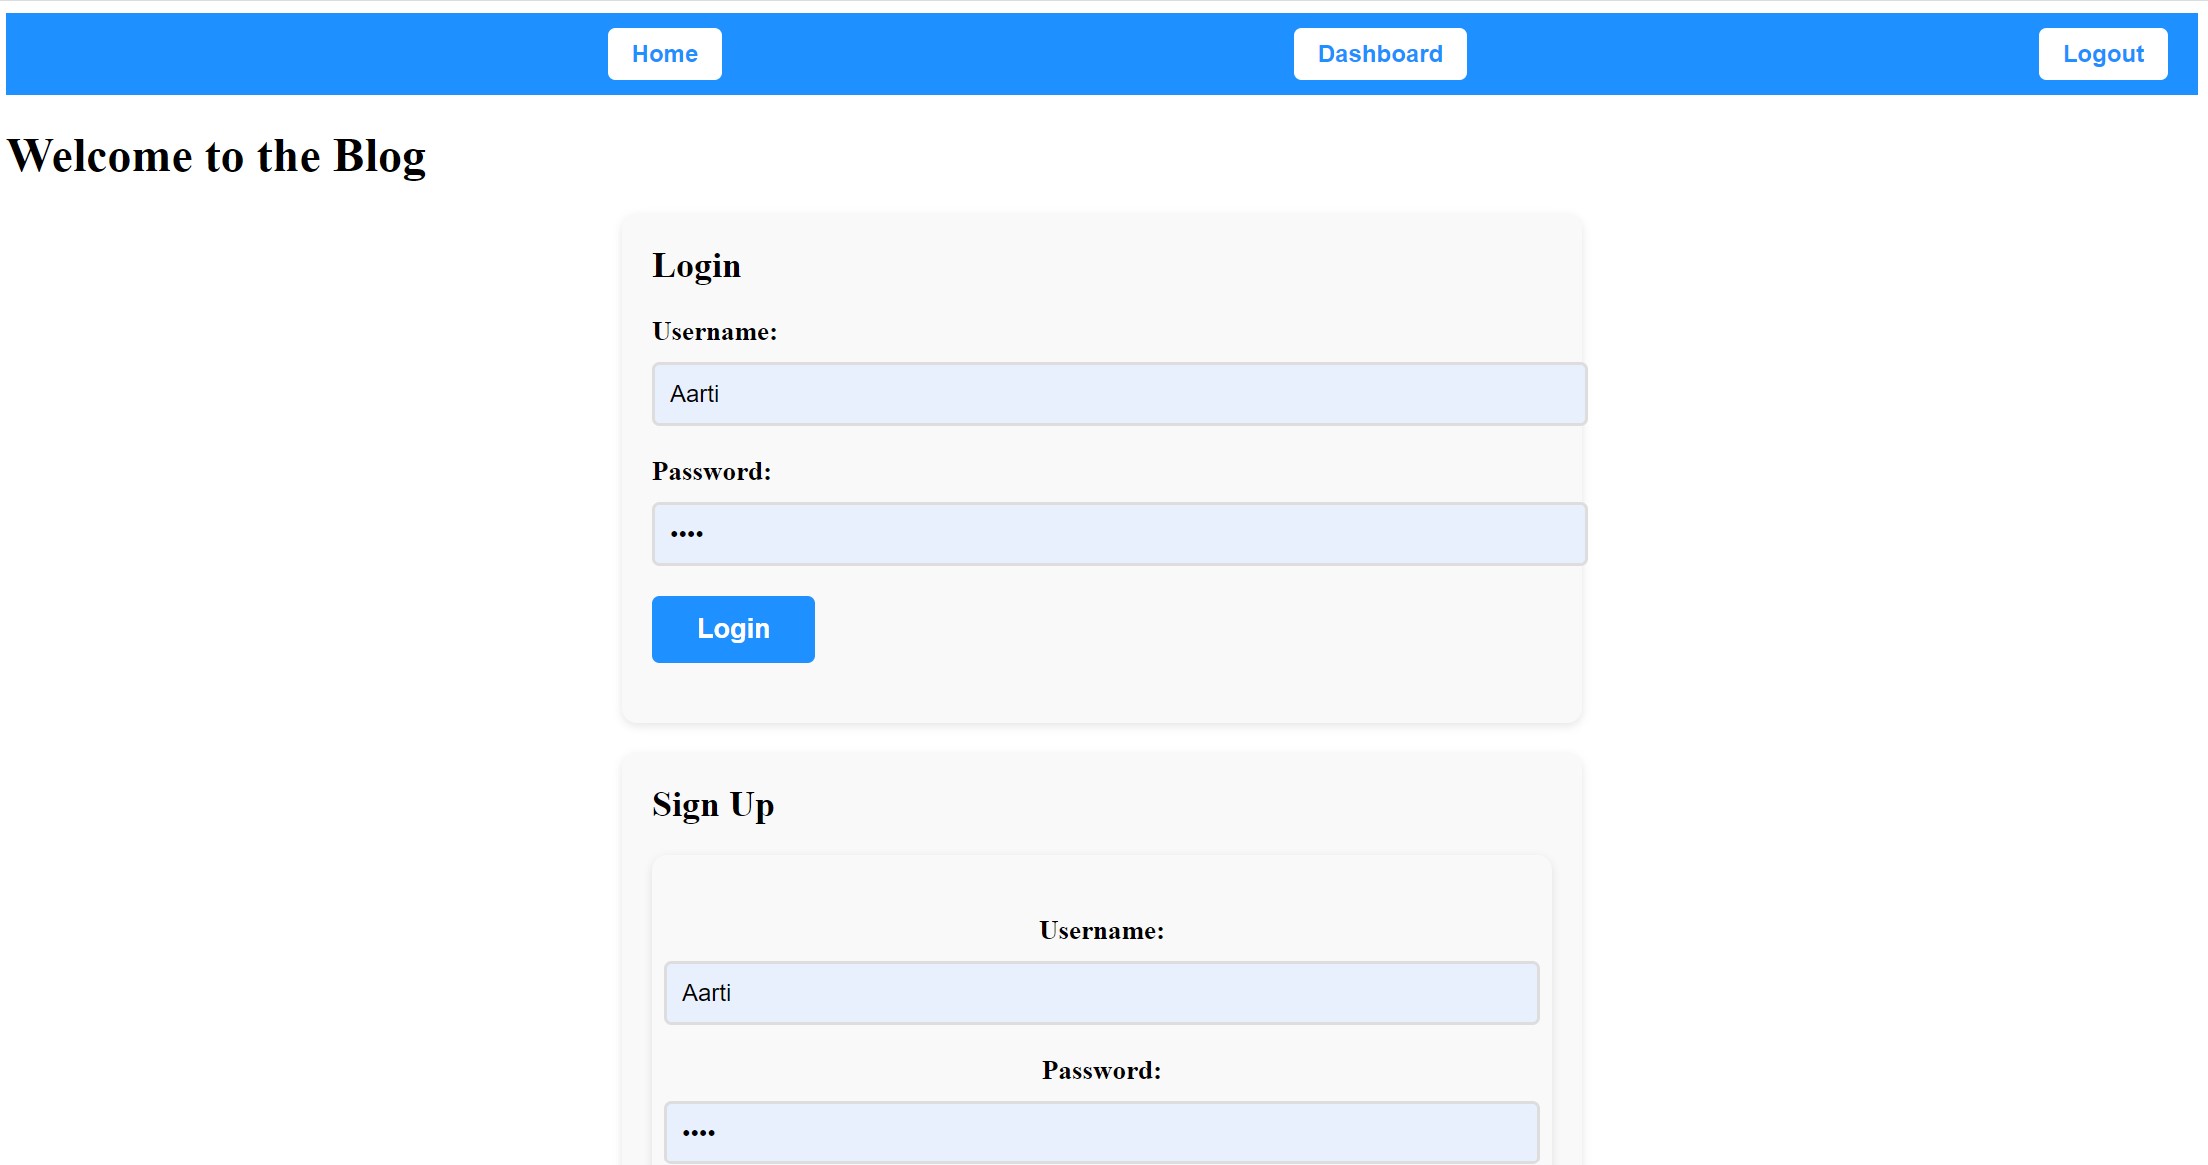 Home Dashboard Logout
Welcome to the Blog
Login
Username:
Aarti
Password:
••••
Login
Sign Up
Username:
Aarti
Password:
••••